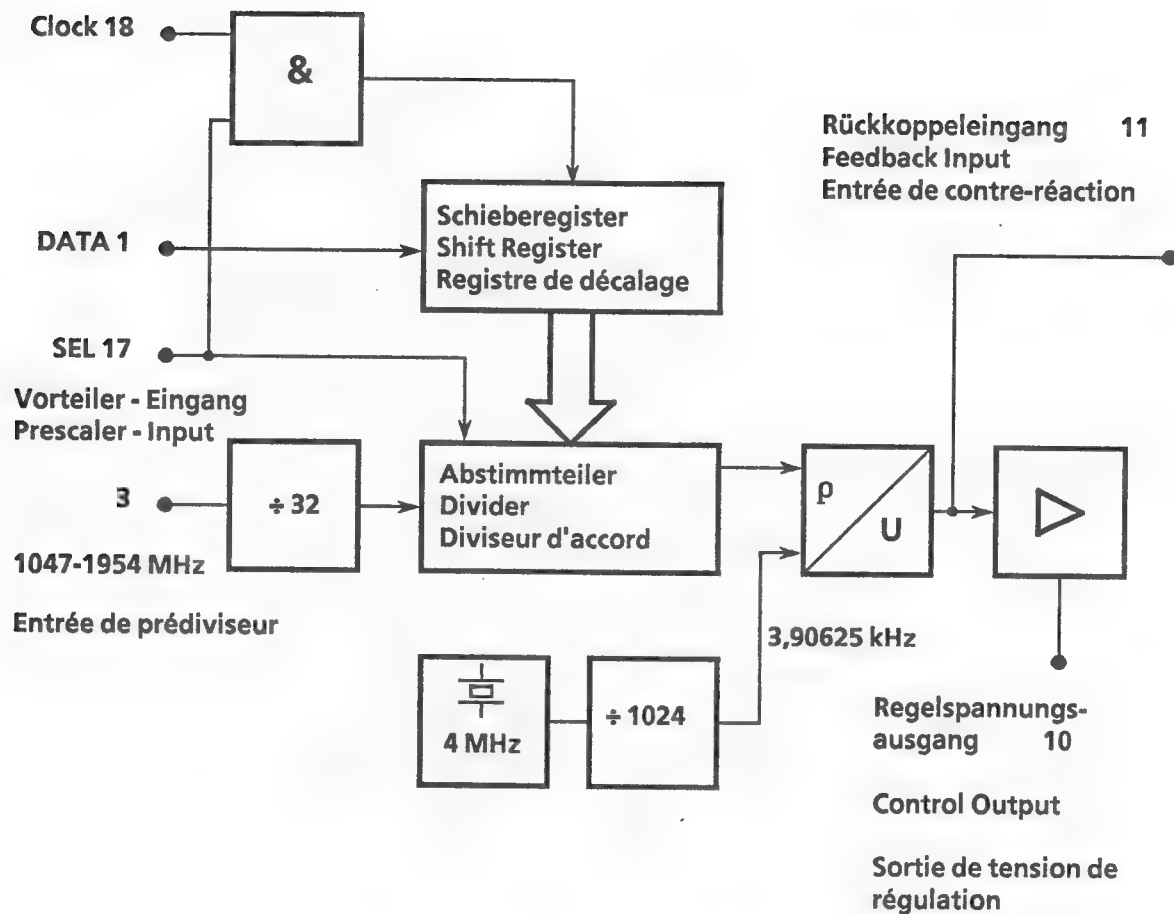 Clock 18
&
Rückkoppeleingang 11
Feedback Input
Entrée de contre-réaction
DATA 1
Schieberegister
Shift Register
Registre de décalage
SEL 17
Vorteiler - Eingang
Prescaler - Input
3
÷ 32
1047-1954 MHz
Entrée de prédiviseur
Abstimmteiler
Divider
Diviseur d'accord
ρ
U
3,90625 kHz
4 MHz
÷ 1024
Regelspannungs-
ausgang 10
Control Output
Sortie de tension de
régulation